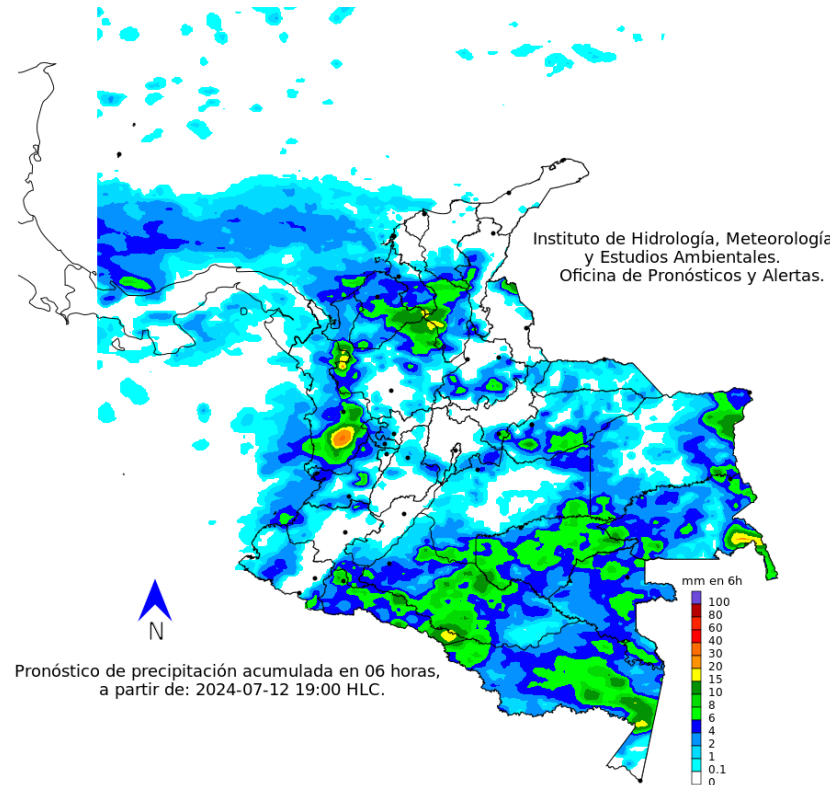 Instituto de Hidrología, Meteorología
y Estudios Ambientales.
Oficina de Pronósticos y Alertas.
N
mm en 6h
100
80
60
40
30
20
15
10
8
6
4
2
1
0.1
0
Pronóstico de precipitación acumulada en 06 horas,
a partir de: 2024-07-12 19:00 HLC.